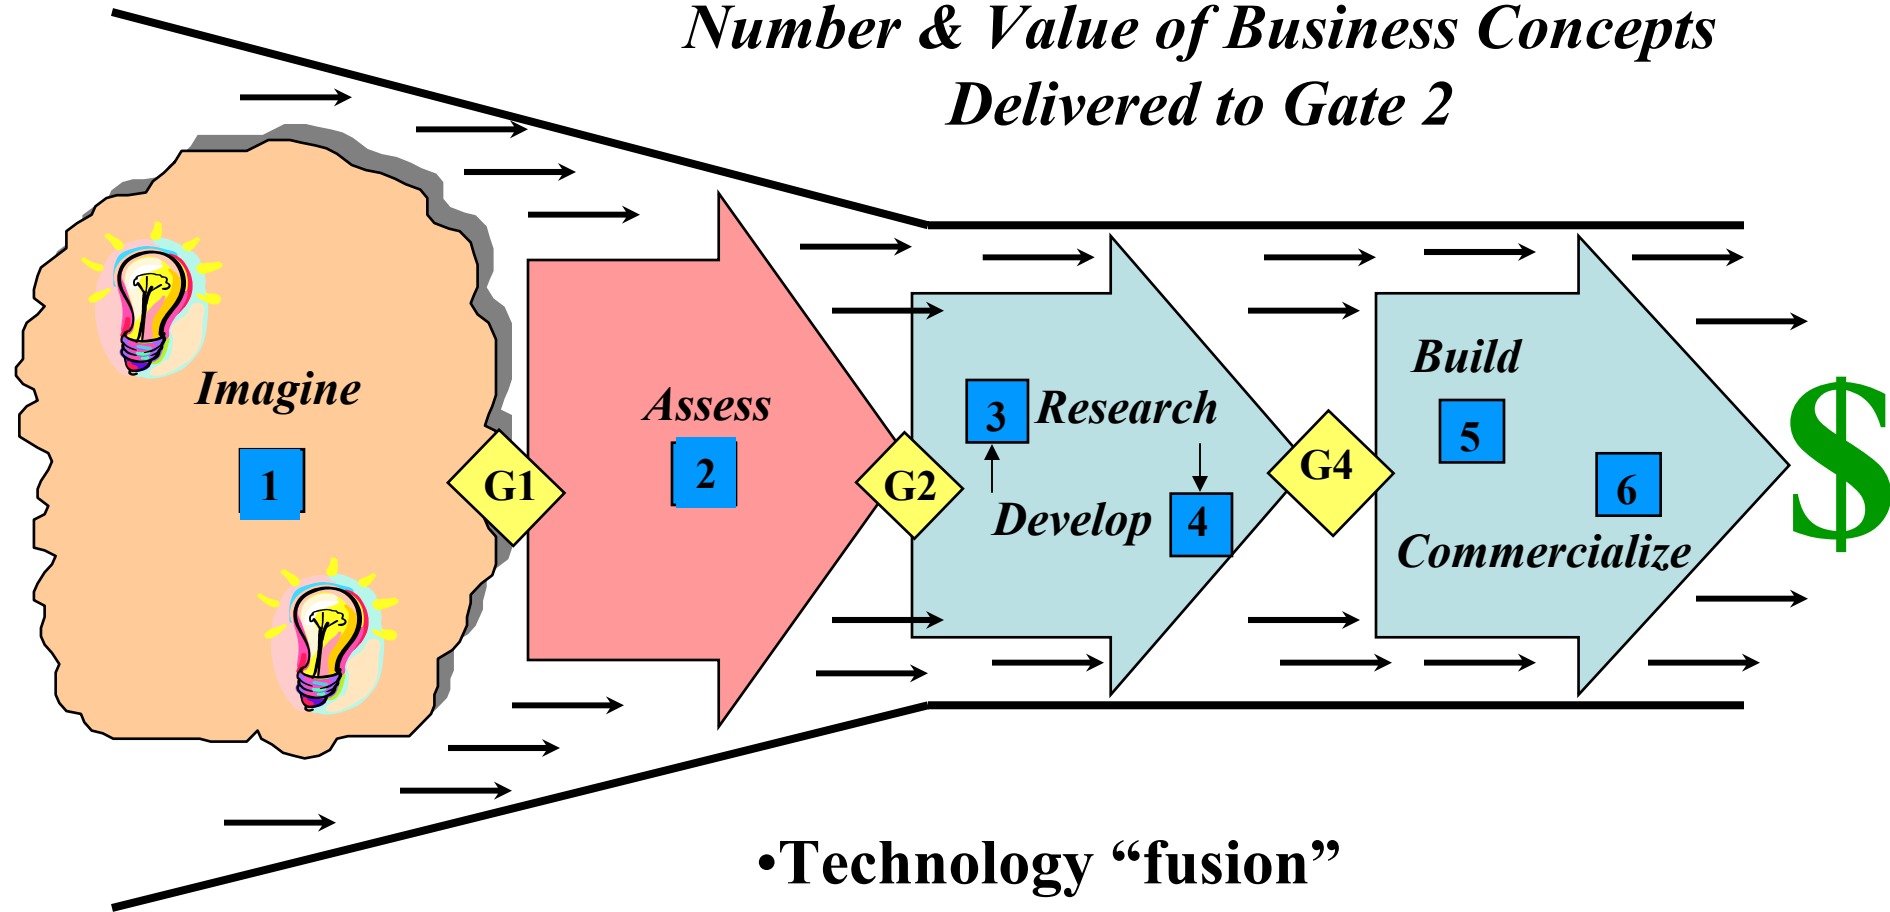 Number & Value of Business Concepts
Delivered to Gate 2
Imagine
1
G1
Assess
2
G2
3 Research
Develop 4
G4
Build
5
6
Commercialize
$
•Technology “fusion”